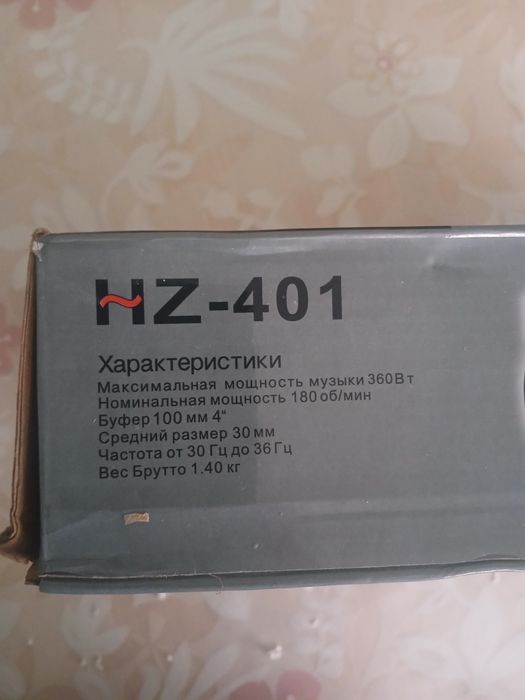 HZ-401
Характеристики
Максимальная мощность музыки 360Вт
Номинальная мощность 180 об/мин
Буфер 100 мм 4"
Средний размер 30 мм
Частота от 30 Гц до 36 Гц
Вес Брутто 1.40 кг